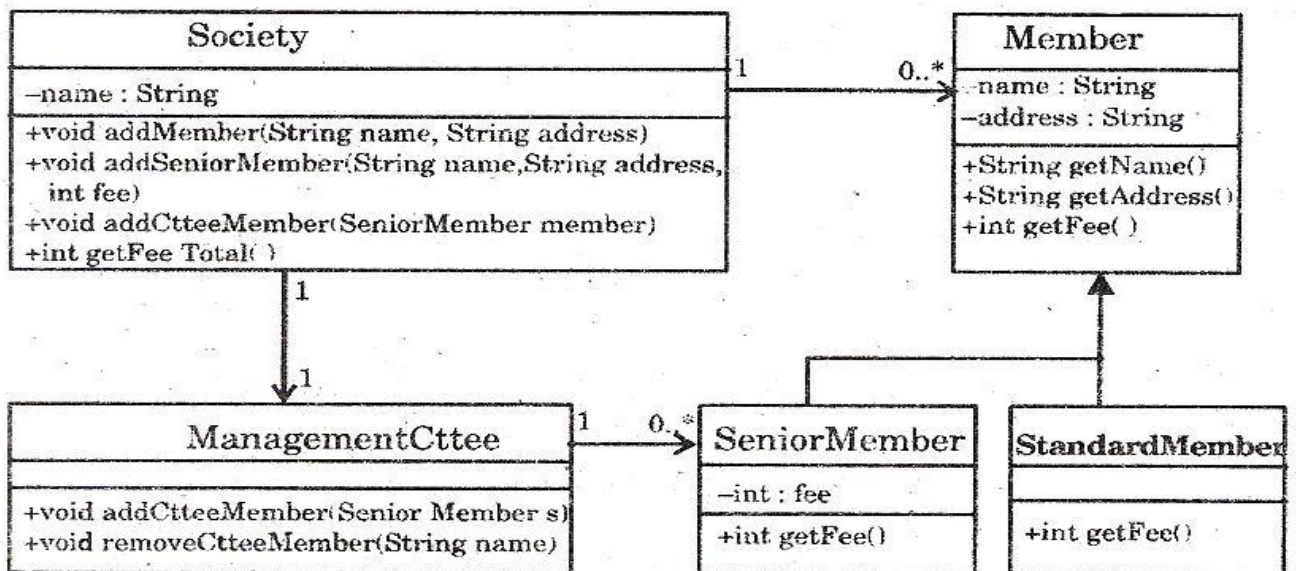 Society
–name : String
+void addMember(String name, String address)
+void addSeniorMember(String name,String address,
int fee)
+void addCtteeMember(SeniorMember member)
+int getFee Total( )
1
0..*
Member
–name : String
–address : String
+String getName()
+String getAddress()
+int getFee( )
1
1
ManagementCttee
+void addCtteeMember(Senior Member s)
+void removeCtteeMember(String name)
1
0..*
SeniorMember
–int : fee
+int getFee()
StandardMember
+int getFee()